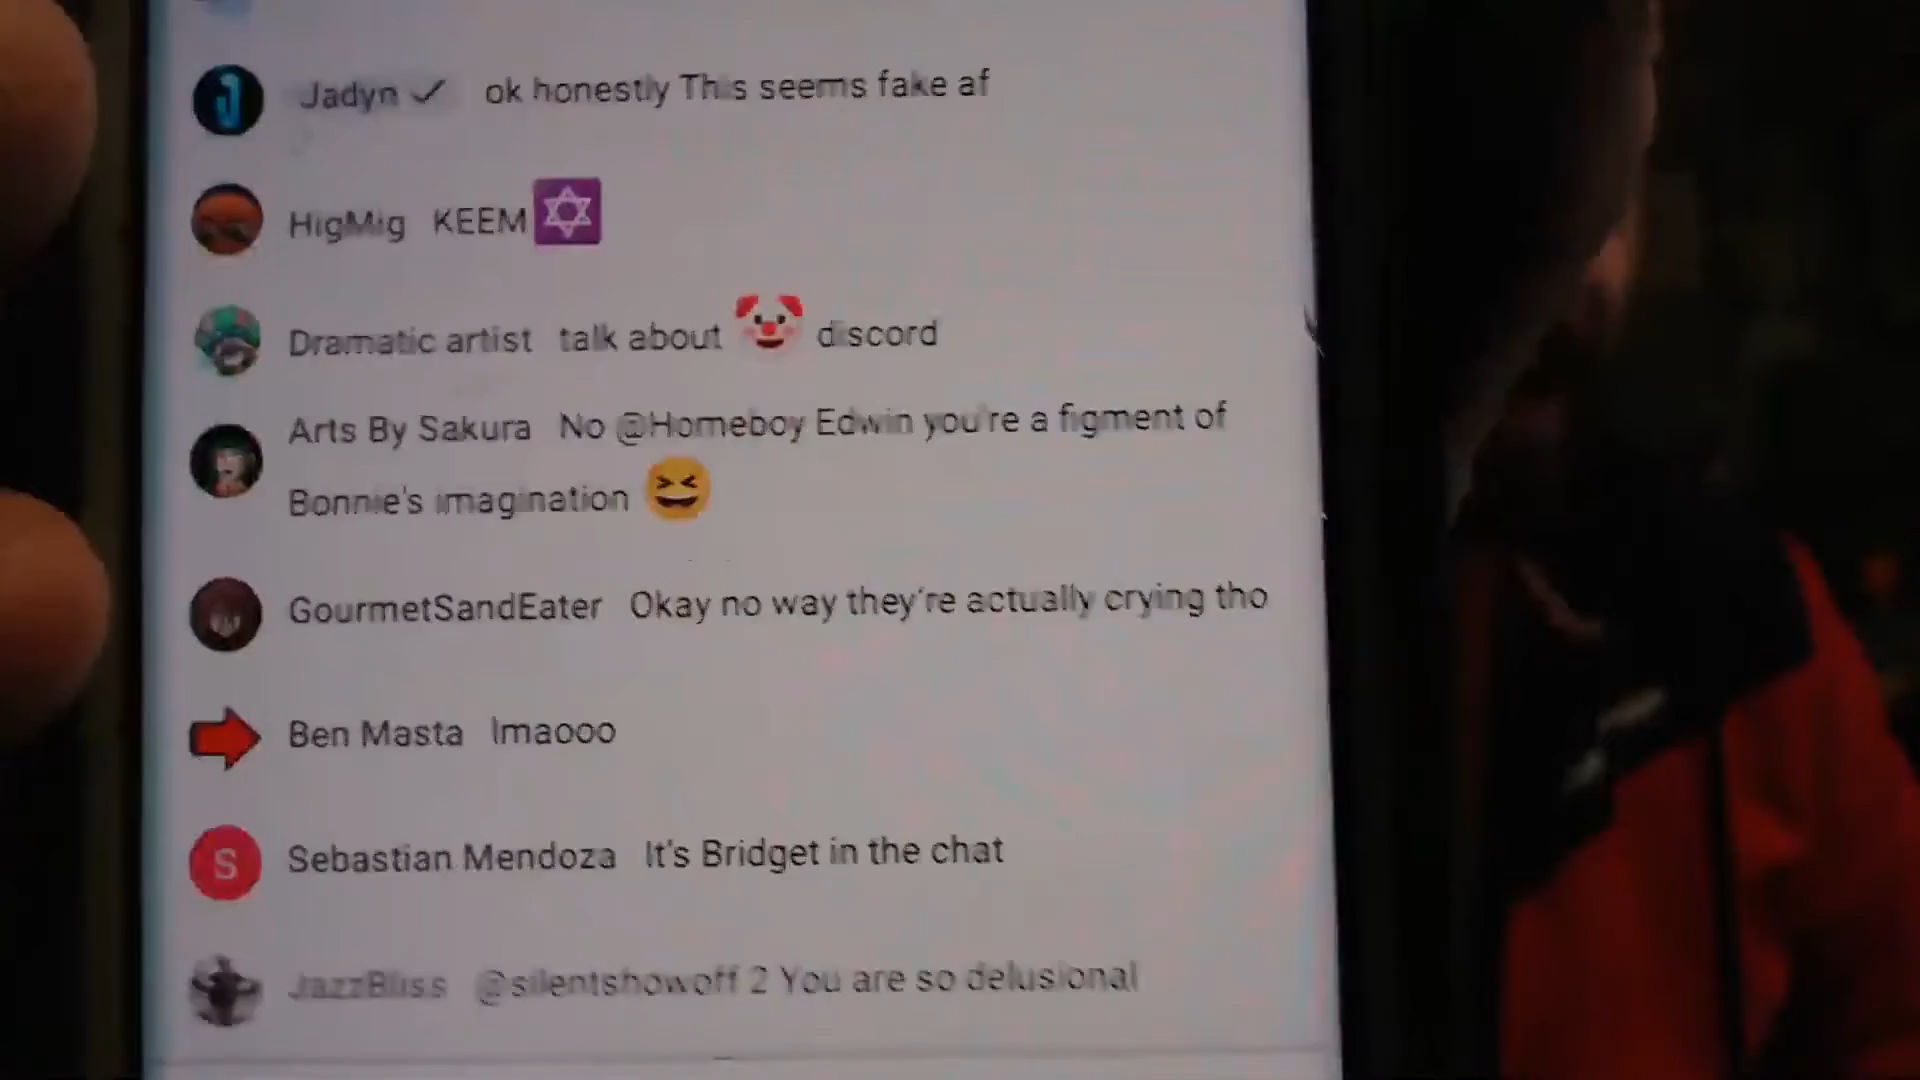 Jadyn ✓ ok honestly This seems fake af
HigMig KEEM🔯
Dramatic artist talk about 🤡 discord
Arts By Sakura No @Homeboy Edwin you're a figment of
Bonnie's imagination 😆
GourmetSandEater Okay no way they're actually crying tho
Ben Masta lmaooo
S Sebastian Mendoza It's Bridget in the chat
JazzBliss @silentshowoff 2 You are so delusional